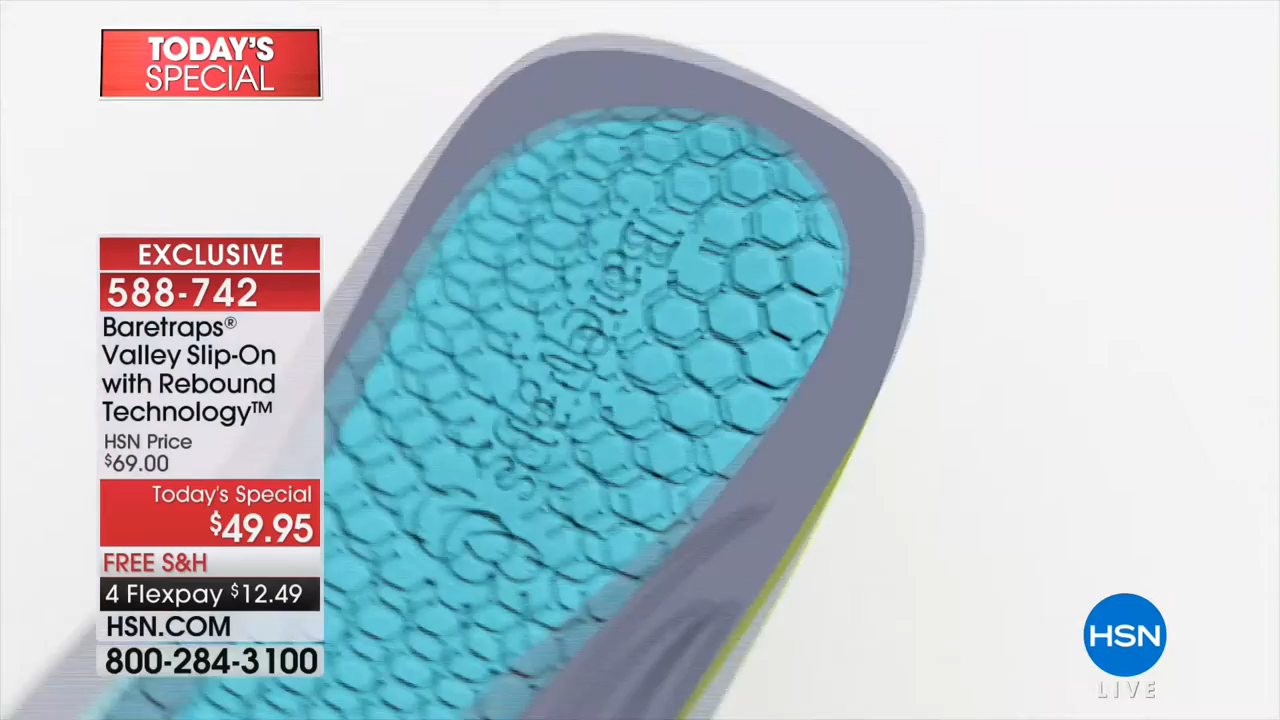 TODAY'S
SPECIAL
EXCLUSIVE
588-742
Baretraps®
Valley Slip-On
with Rebound
Technology™
HSN Price
$69.00
Today's Special
$49.95
FREE S&H
4 Flexpay $12.49
HSN.COM
800-284-3100
Baretraps
HSN
LIVE